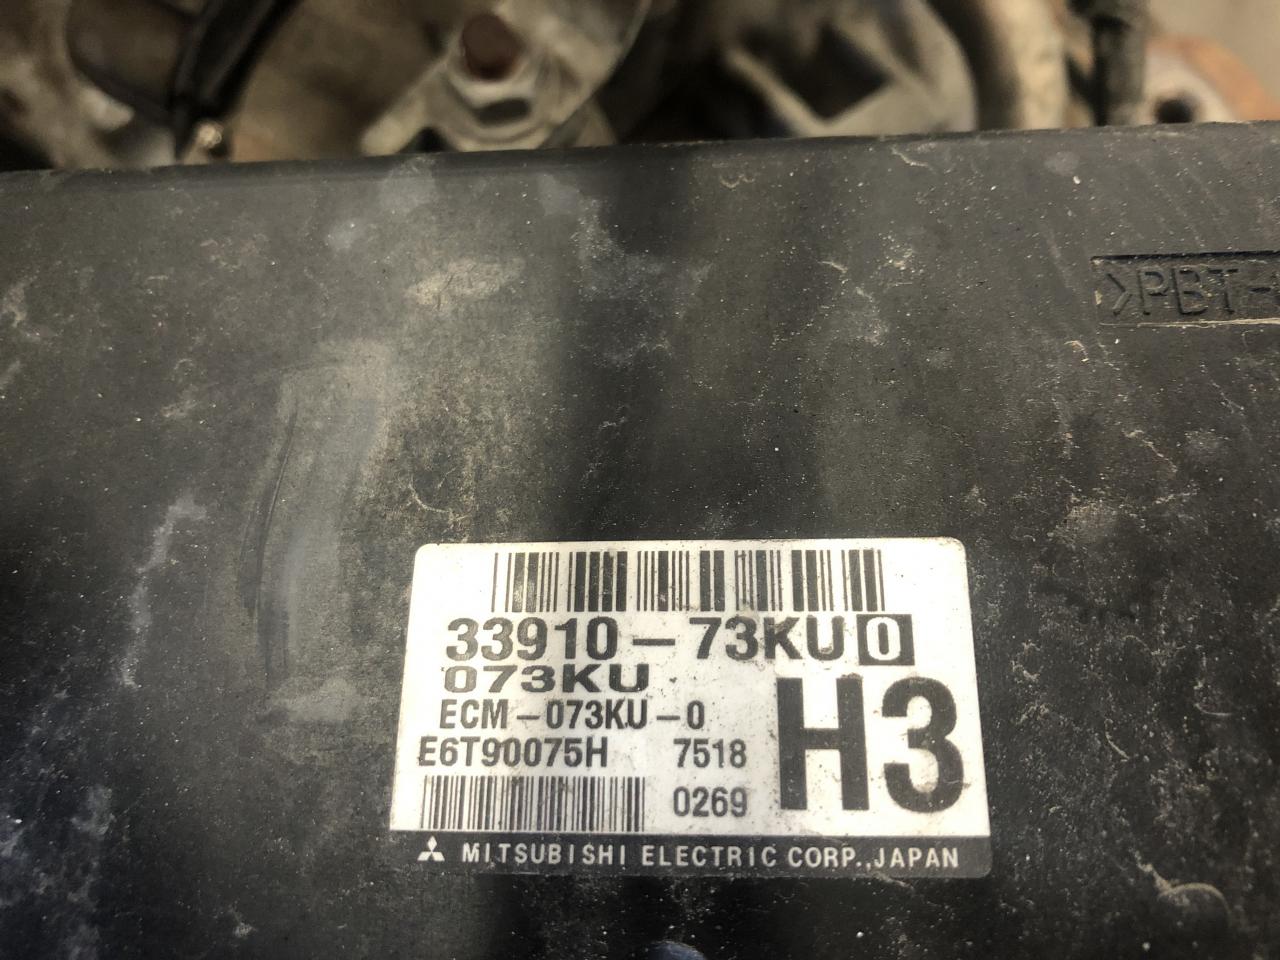 >PBT-
33910-73KU0
073KU
ECM-073KU-0
E6T90075H 7518
0269
H3
MITSUBISHI ELECTRIC CORP.,JAPAN